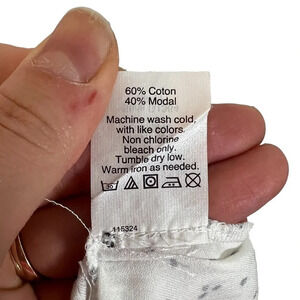 60% Coton
40% Modal
Machine wash cold,
with like colors.
Non chlorine
bleach only.
Tumble dry low.
Warm iron as needed.
115324